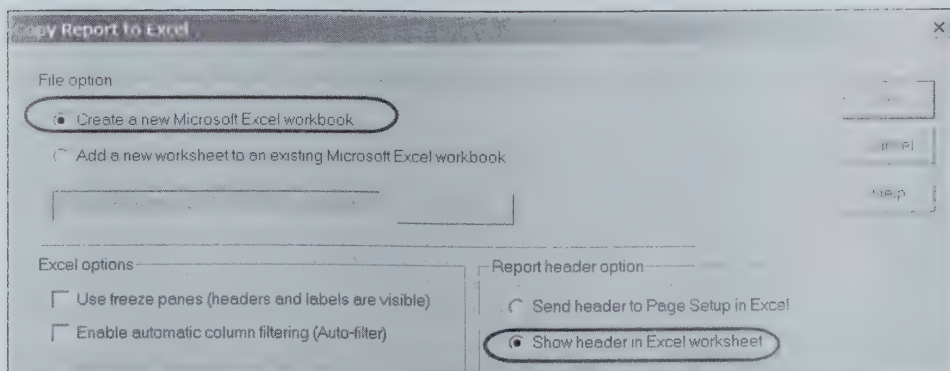 Copy Report to Excel
File option
Create a new Microsoft Excel workbook
Add a new worksheet to an existing Microsoft Excel workbook
Excel options
Use freeze panes (headers and labels are visible)
Enable automatic column filtering (Auto-filter)
Report header option
Send header to Page Setup in Excel
Show header in Excel worksheet